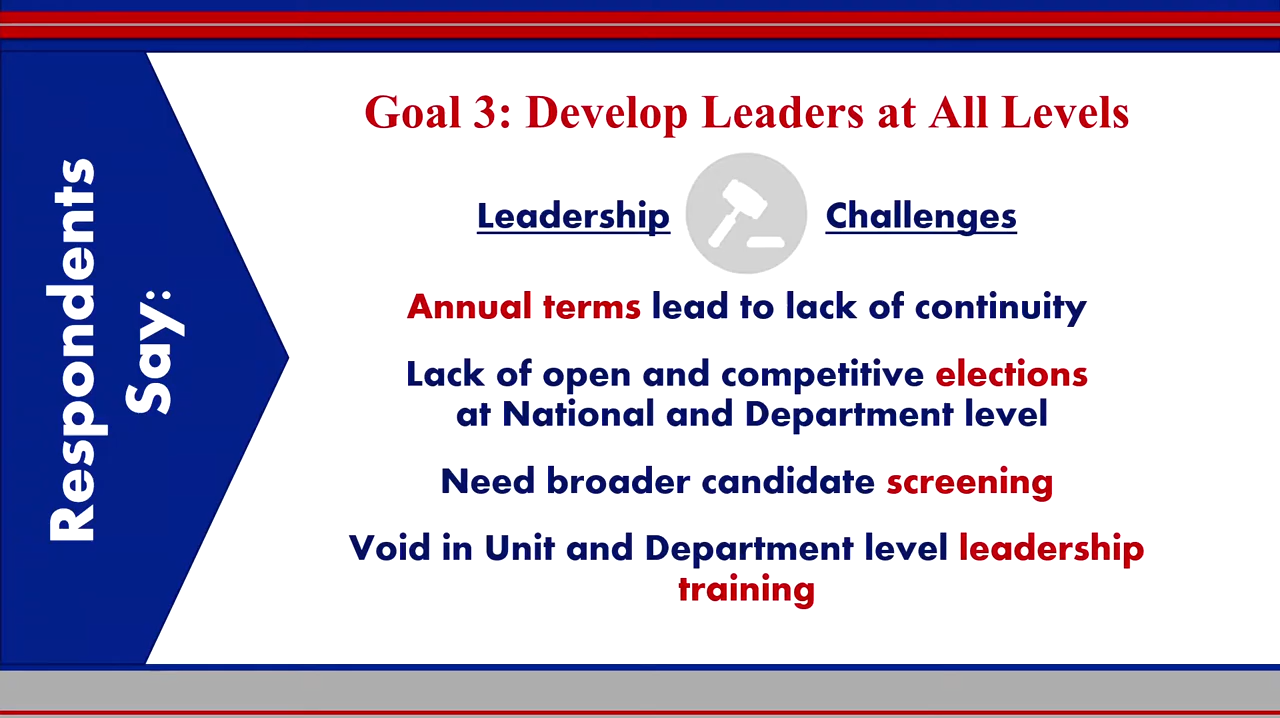 Respondents
Say:
Goal 3: Develop Leaders at All Levels
Leadership Challenges
Annual terms lead to lack of continuity
Lack of open and competitive elections
at National and Department level
Need broader candidate screening
Void in Unit and Department level leadership
training